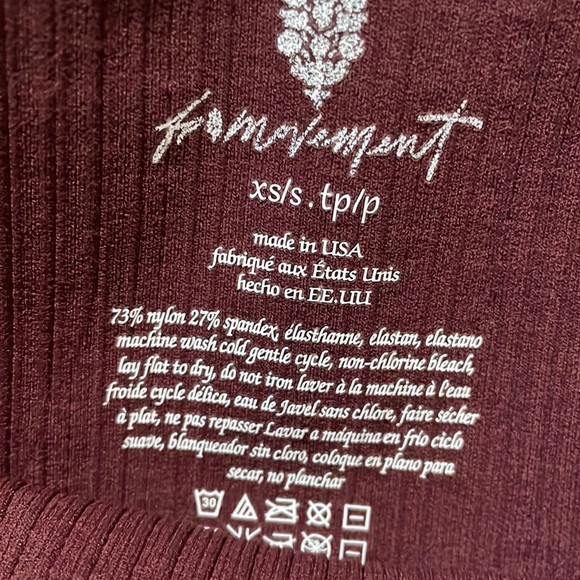 fp movement
xs/s . tp/p
made in USA
fabriqué aux États Unis
hecho en EE.UU
73% nylon 27% spandex, élasthanne, elastan, elastano
machine wash cold gentle cycle, non-chlorine bleach,
lay flat to dry, do not iron laver à la machine à l'eau
froide cycle délica, eau de Javel sans chlore, faire sécher
à plat, ne pas repasser Lavar a máquina en frío ciclo
suave, blanqueador sin cloro, coloque en plano para
secar, no planchar
30